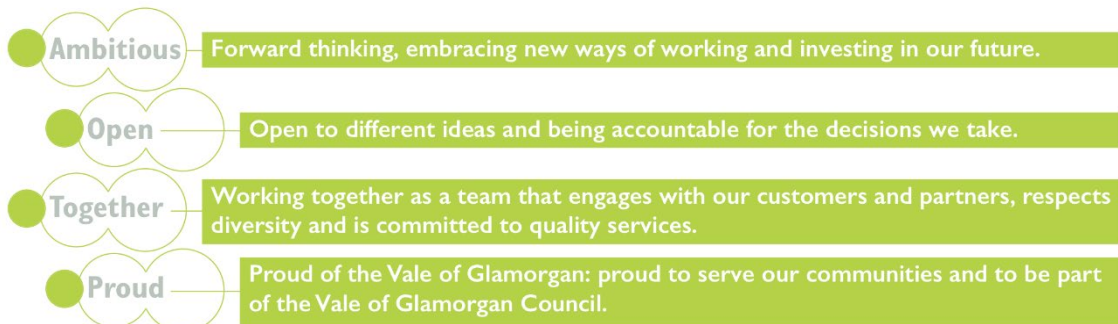 Ambitious
Forward thinking, embracing new ways of working and investing in our future.
Open
Open to different ideas and being accountable for the decisions we take.
Together
Working together as a team that engages with our customers and partners, respects
diversity and is committed to quality services.
Proud
Proud of the Vale of Glamorgan: proud to serve our communities and to be part
of the Vale of Glamorgan Council.